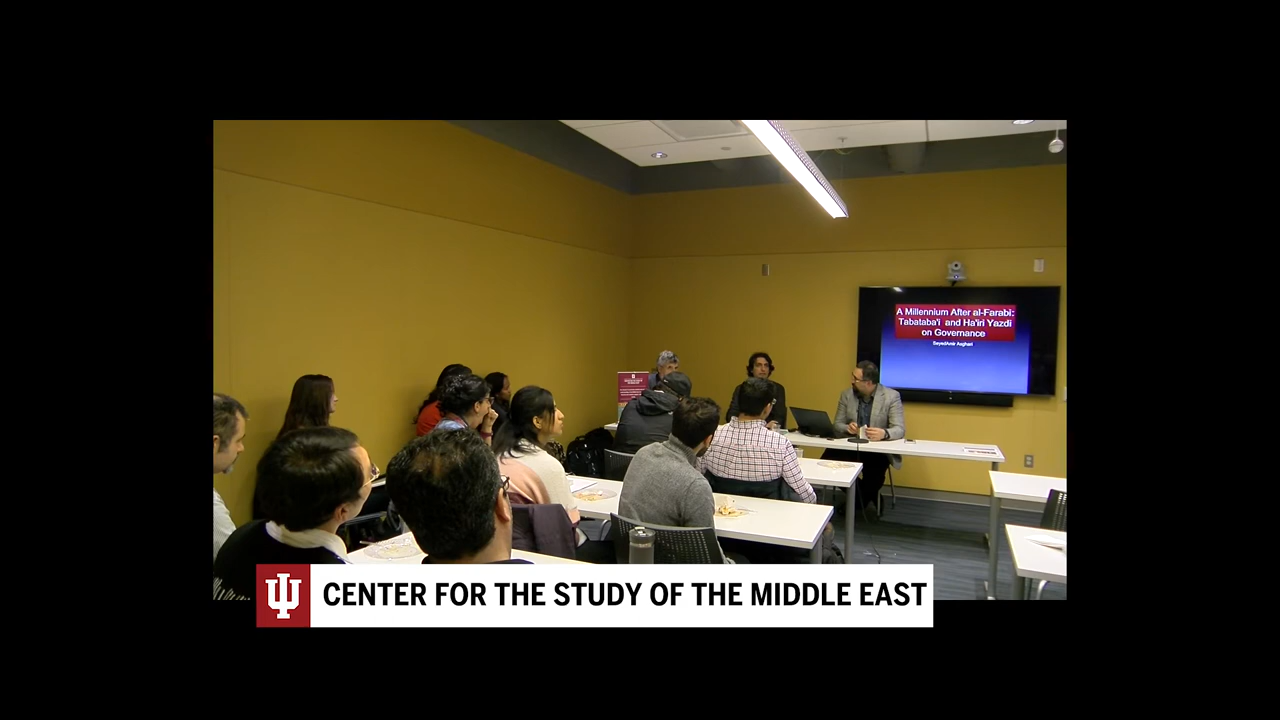 A Millennium After al-Farabi:
Tabataba'i and Ha'iri Yazdi
on Governance
SeyedAmir Asghari
CENTER FOR THE STUDY OF THE MIDDLE EAST